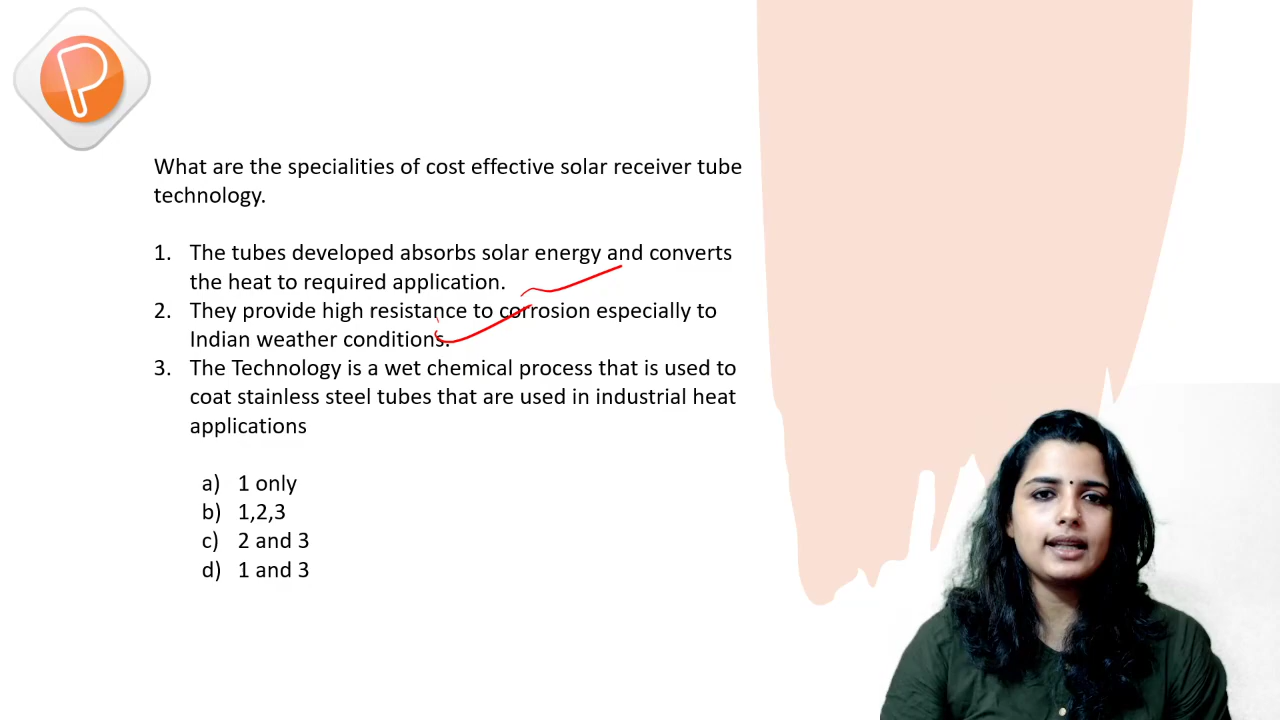 What are the specialities of cost effective solar receiver tube
technology.
1. The tubes developed absorbs solar energy and converts
the heat to required application.
2. They provide high resistance to corrosion especially to
Indian weather conditions.
3. The Technology is a wet chemical process that is used to
coat stainless steel tubes that are used in industrial heat
applications
a) 1 only
b) 1,2,3
c) 2 and 3
d) 1 and 3